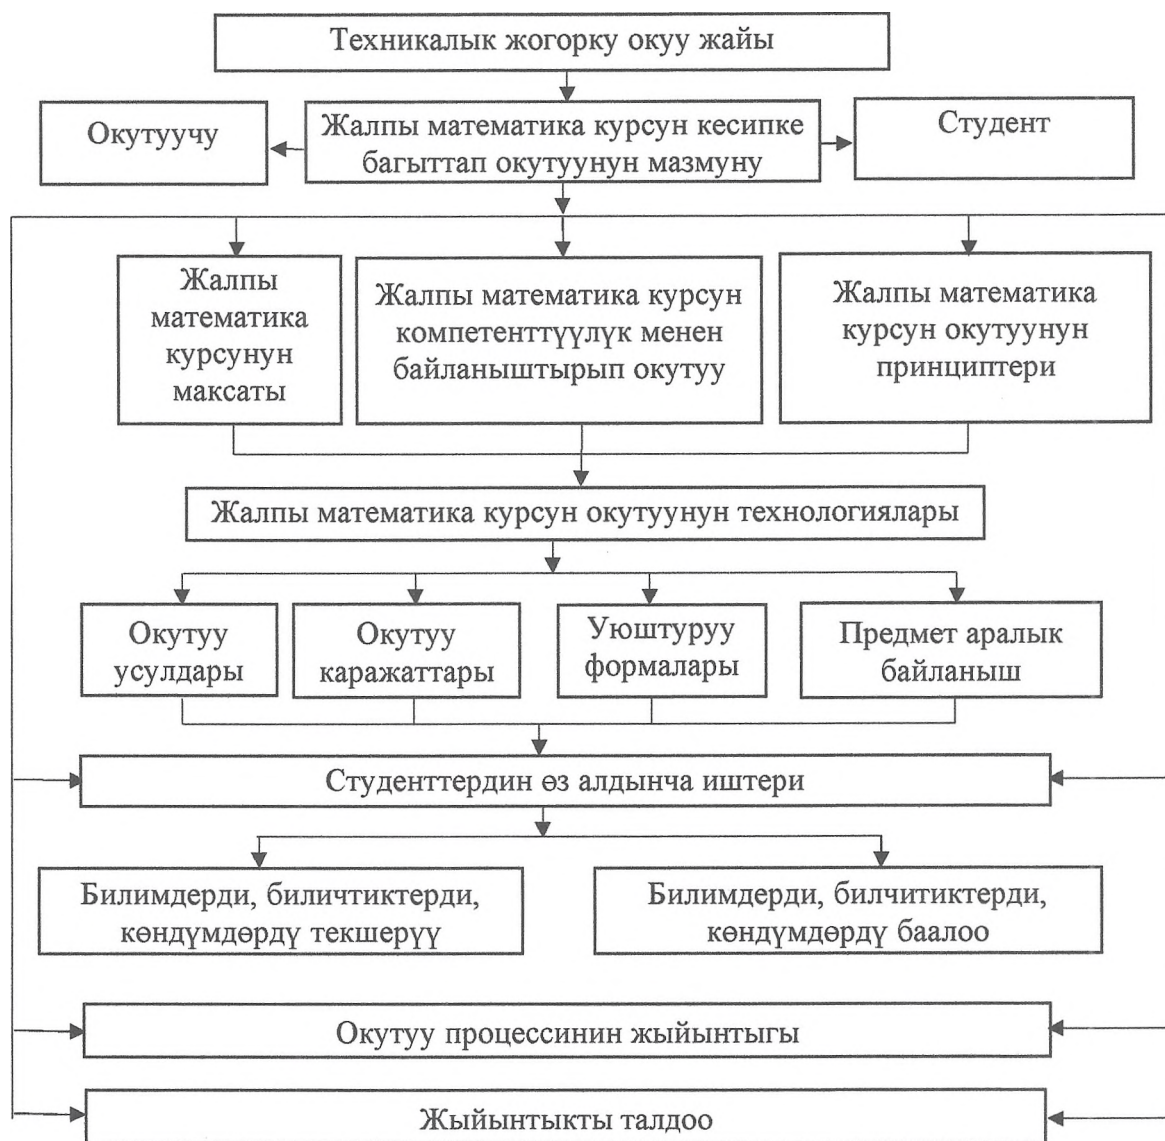 Техникалык жогорку окуу жайы
Окутуучу
Жалпы математика курсун кесипке
багыттап окутуунун мазмуну
Студент
Жалпы
математика
курсунун
максаты
Жалпы математика курсун
компетенттүүлүк менен
байланыштырып окутуу
Жалпы математика
курсун окутуунун
принциптери
Жалпы математика курсун окутуунун технологиялары
Окутуу
усулдары
Окутуу
каражаттары
Уюштуруу
формалары
Предмет аралык
байланыш
Студенттердин өз алдынча иштери
Билимдерди, биличтиктерди,
көндүмдөрдү текшерүү
Билимдерди, билчитиктерди,
көндүмдөрдү баалоо
Окутуу процессинин жыйынтыгы
Жыйынтыкты талдоо